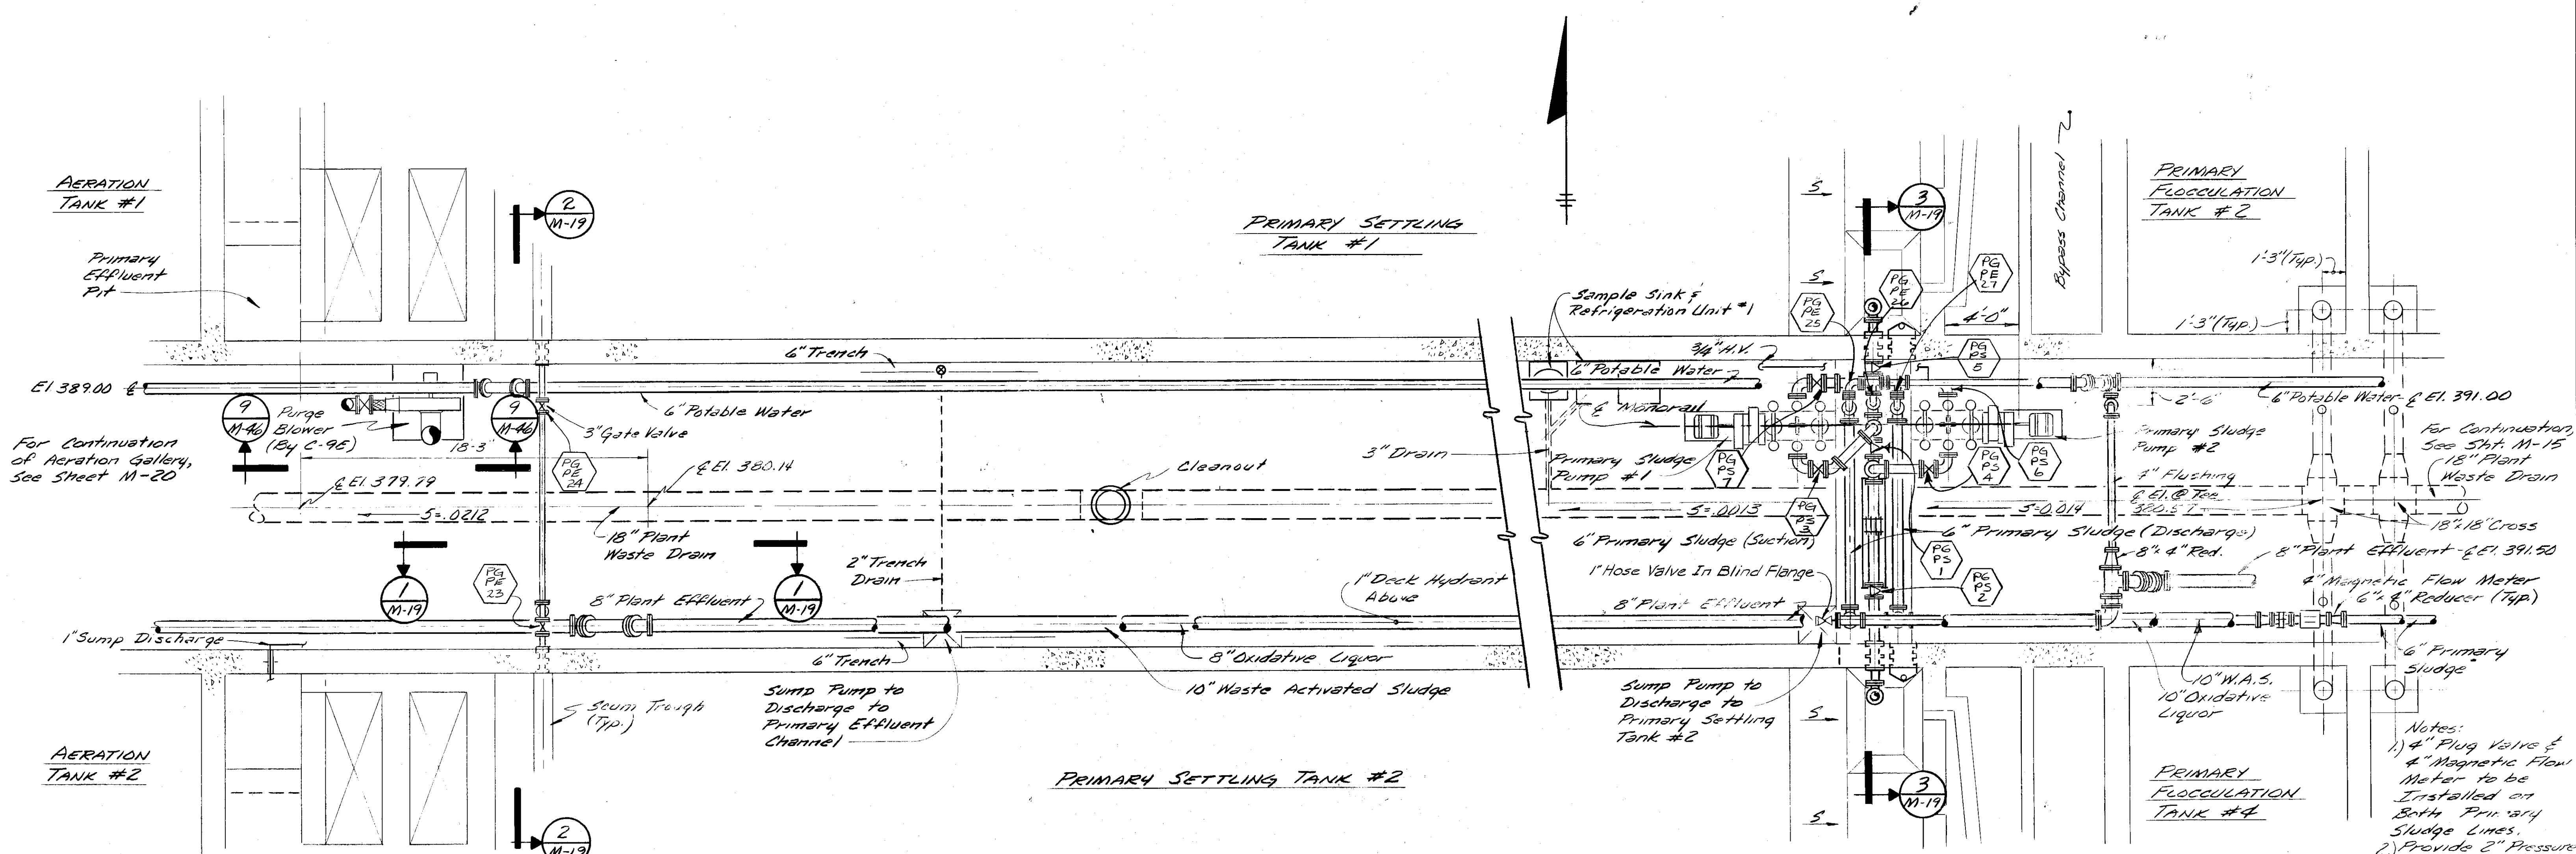 AERATION
TANK #1
Primary
Effluent
Pit
2
M-19
PRIMARY SETTLING
TANK #1
S
S
3
M-19
Bypass Channel
PRIMARY
FLOCCULATION
TANK #2
1'-3" (Typ.)
1'-3" (Typ.)
4'-0"
Sample Sink &
Refrigeration Unit #1
PG
PE
25
PG
PE
26
PG
PE
27
PG
PS
5
3/4" H.V.
6" Trench
6" Potable Water
El. 389.00 ℄
9
M-46
Purge
Blower
(By C-9E)
18'-3"
9
M-46
6" Potable Water
3" Gate Valve
℄ Monorail
2'-6"
6" Potable Water - ℄ El. 391.00
For Continuation
of Aeration Gallery,
See Sheet M-20
PG
PE
24
℄ El. 380.14
℄ El. 379.79
Cleanout
3" Drain
Primary Sludge
Pump #1
PG
PS
7
PG
PS
4
PG
PS
6
Primary Sludge
Pump #2
For Continuation,
See Sht. M-15
18" Plant
Waste Drain
Flushing
℄ El. @ Tee
S=.0212
S=.0013
PG
PS
3
S=0.014
18"x18" Cross
18" Plant
Waste Drain
6" Primary Sludge (Suction)
6" Primary Sludge (Discharge)
1
M-19
2" Trench
Drain
1
M-19
PG
PE
23
8" Plant Effluent
1" Deck Hydrant
Above
1" Hose Valve In Blind Flange
8" Plant Effluent
PG
PS
1
PG
PS
2
8"x4" Red.
8" Plant Effluent - ℄ El. 391.50
4" Magnetic Flow Meter
6"x4" Reducer (Typ.)
1" Sump Discharge
6" Trench
8" Oxidative Liquor
10" Waste Activated Sludge
6" Primary
Sludge
10" W.A.S.
10" Oxidative
Liquor
Scum Trough
(Typ.)
Sump Pump to
Discharge to
Primary Effluent
Channel
Sump Pump to
Discharge to
Primary Settling
Tank #2
S
S
AERATION
TANK #2
PRIMARY SETTLING TANK #2
2
M-19
3
M-19
PRIMARY
FLOCCULATION
TANK #4
Notes:
1.) 4" Plug Valve &
4" Magnetic Flow
Meter to be
Installed on
Both Primary
Sludge Lines.
2.) Provide 2" Pressure